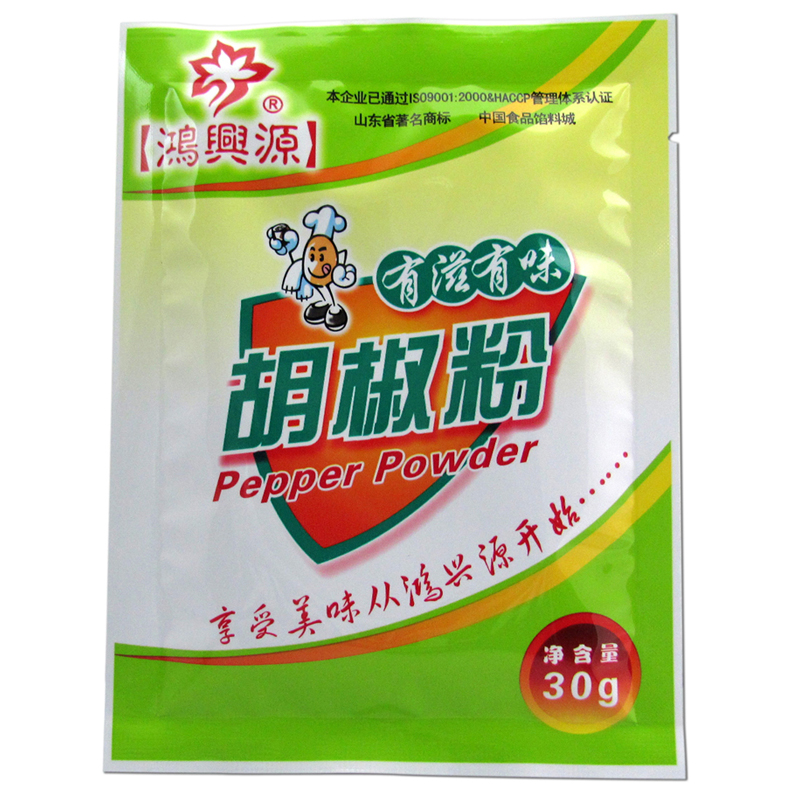 ®
【鴻興源】
本企业已通过ISO9001:2000&HACCP管理体系认证
山东省著名商标 中国食品馅料城
有滋有味
胡椒粉
Pepper Powder
享受美味从鸿兴源开始……
净含量
30g